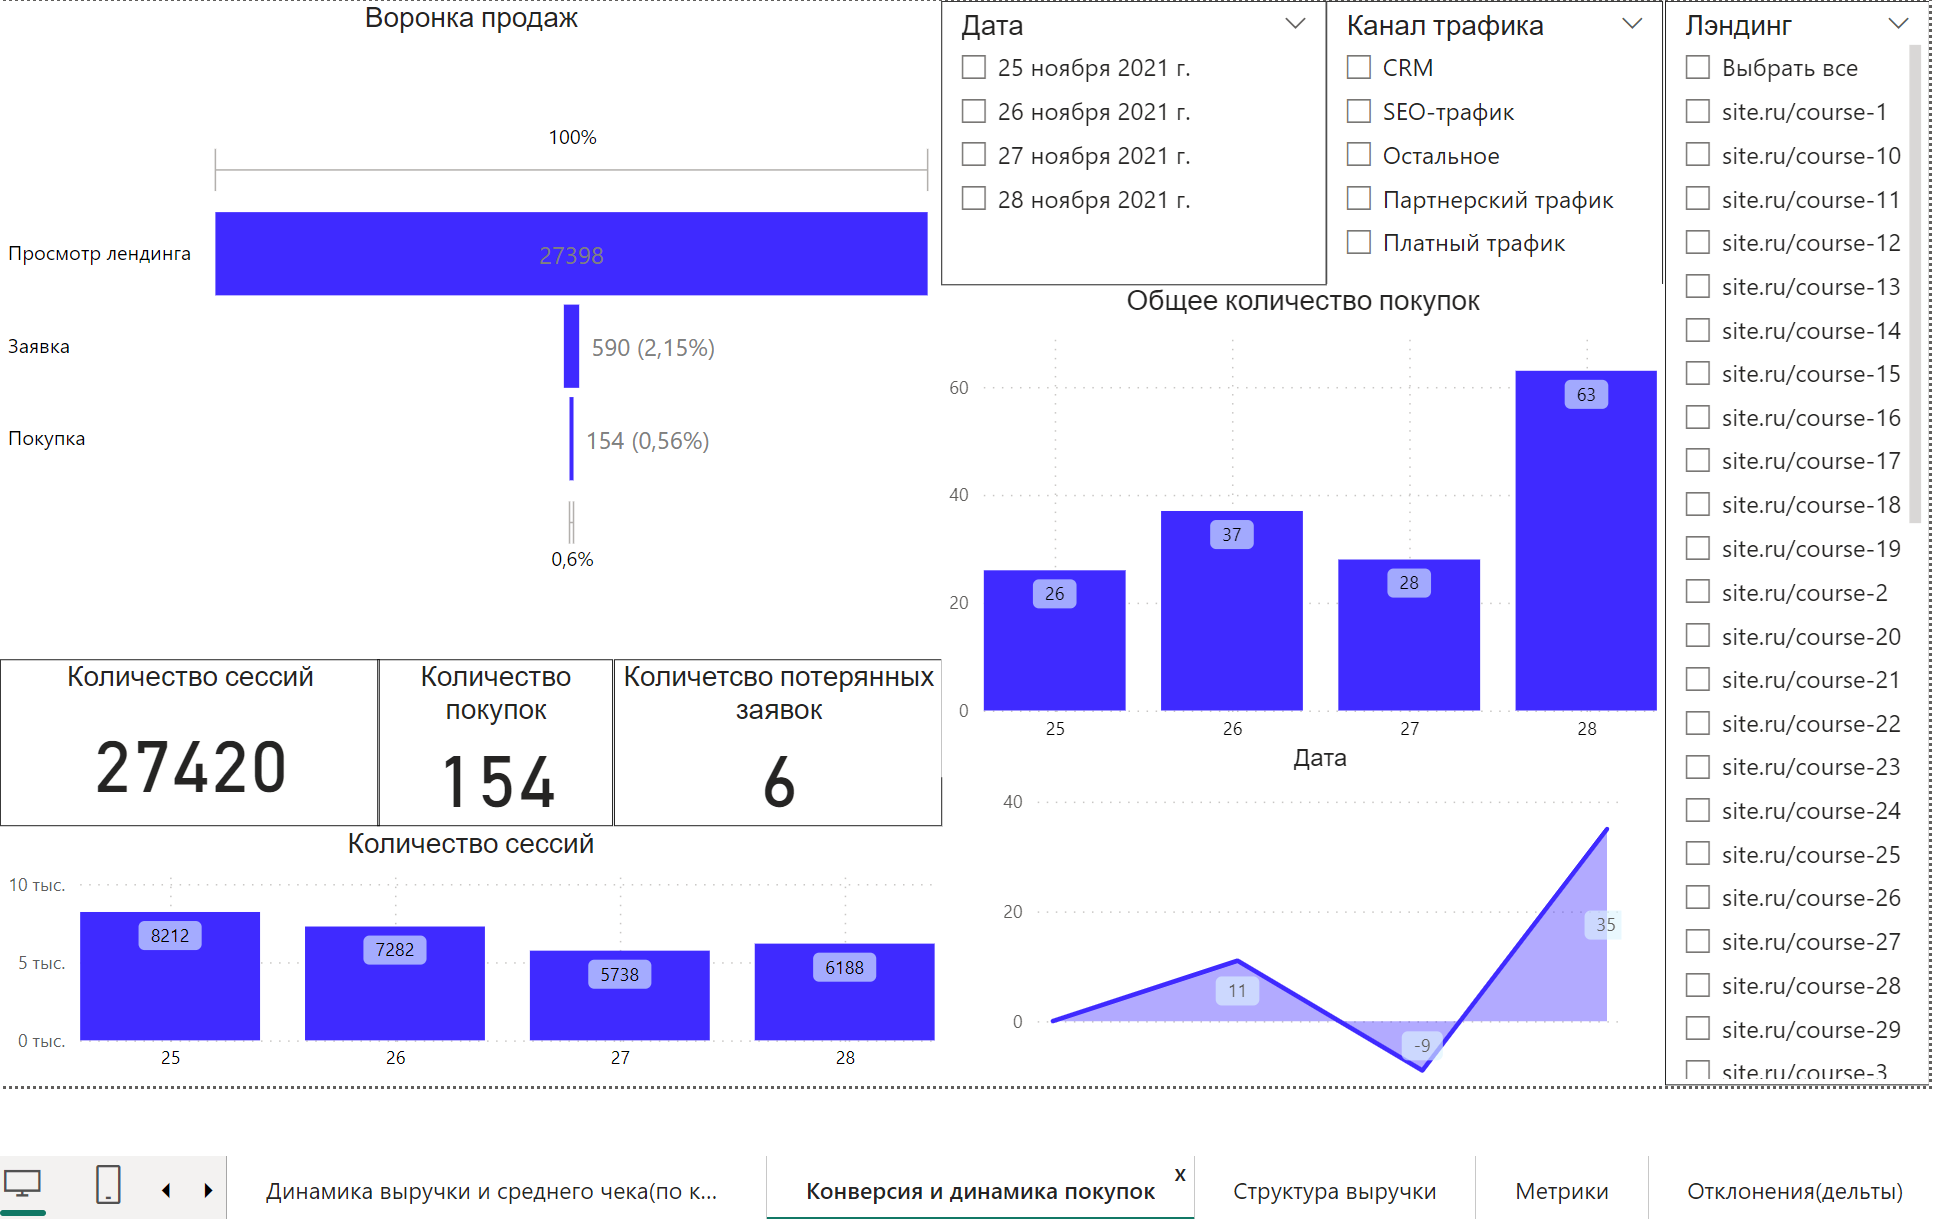 Воронка продаж
100%
Просмотр лендинга
27398
Заявка
590 (2,15%)
Покупка
154 (0,56%)
0,6%
Дата
25 ноября 2021 г.
26 ноября 2021 г.
27 ноября 2021 г.
28 ноября 2021 г.
Канал трафика
CRM
SEO-трафик
Остальное
Партнерский трафик
Платный трафик
Лэндинг
Выбрать все
site.ru/course-1
site.ru/course-10
site.ru/course-11
site.ru/course-12
site.ru/course-13
site.ru/course-14
site.ru/course-15
site.ru/course-16
site.ru/course-17
site.ru/course-18
site.ru/course-19
site.ru/course-2
site.ru/course-20
site.ru/course-21
site.ru/course-22
site.ru/course-23
site.ru/course-24
site.ru/course-25
site.ru/course-26
site.ru/course-27
site.ru/course-28
site.ru/course-29
site.ru/course-3
Общее количество покупок
60
40
20
0
26
37
28
63
25
26
27
28
Дата
40
20
0
11
-9
35
Количество сессий
27420
Количество
покупок
154
Количетсво потерянных
заявок
6
Количество сессий
10 тыс.
5 тыс.
0 тыс.
8212
7282
5738
6188
25
26
27
28
Динамика выручки и среднего чека(по к...
Конверсия и динамика покупок
x
Структура выручки
Метрики
Отклонения(дельты)